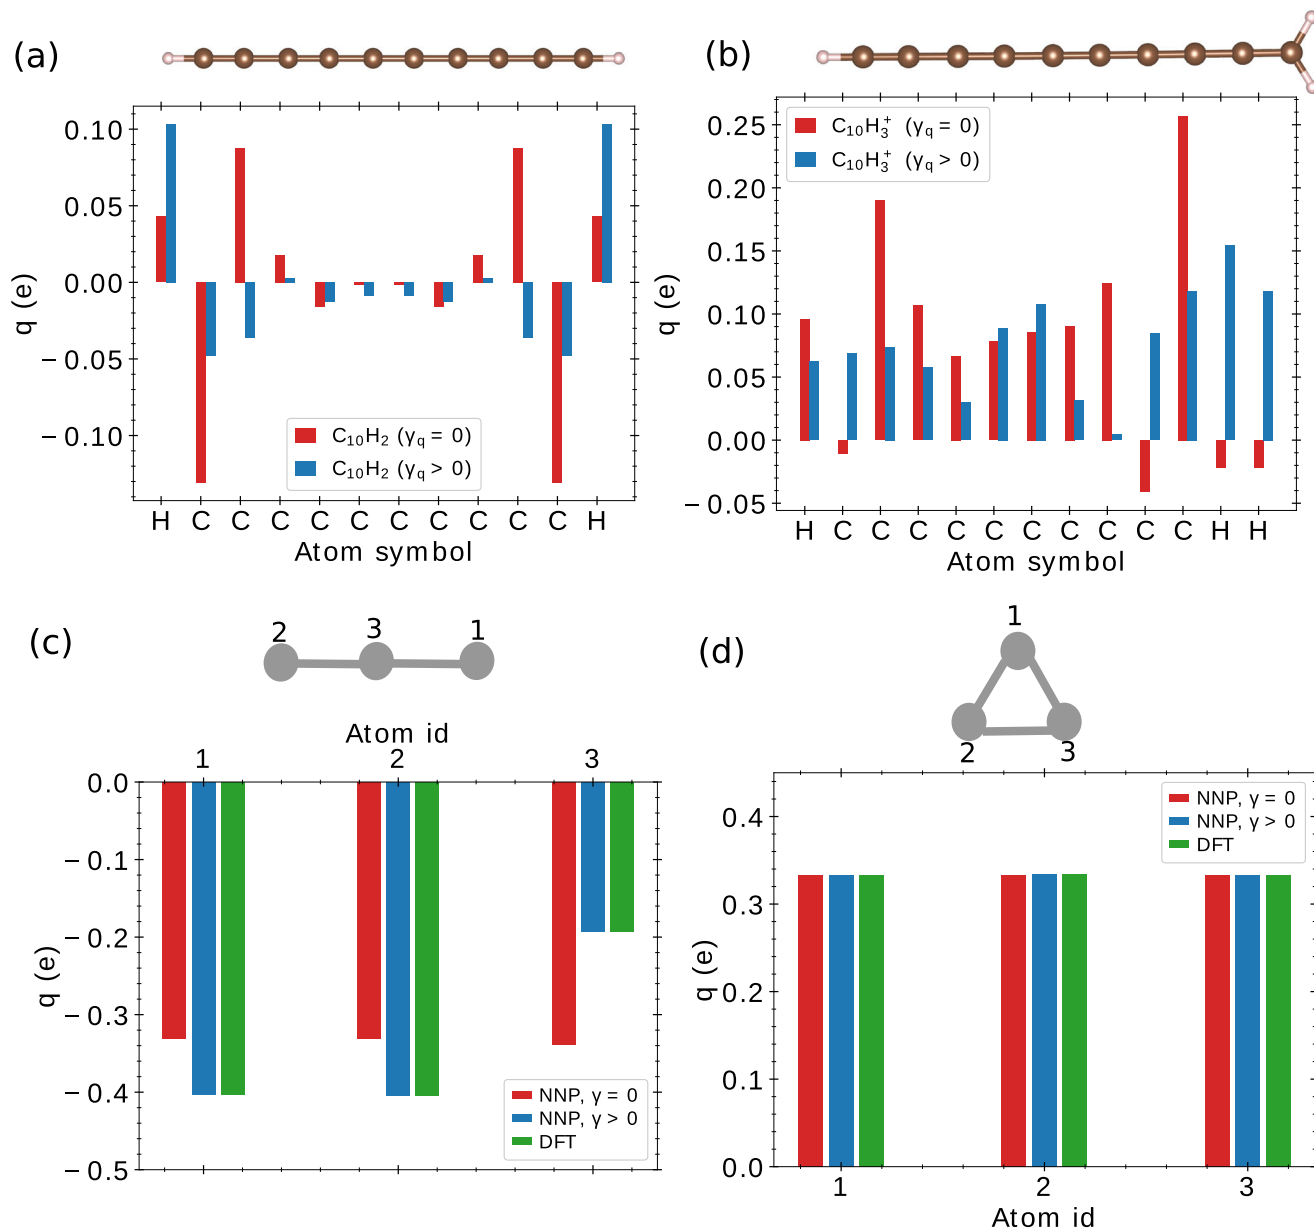 (a)
q (e)
0.10
0.05
0.00
−0.05
−0.10
C₁₀H₂ (γq = 0)
C₁₀H₂ (γq > 0)
H C C C C C C C C C C H
Atom symbol
(b)
q (e)
0.25
0.20
0.15
0.10
0.05
0.00
−0.05
C₁₀H₃⁺ (γq = 0)
C₁₀H₃⁺ (γq > 0)
H C C C C C C C C C C H H
Atom symbol
(c)
2 3 1
Atom id
1 2 3
q (e)
0.0
−0.1
−0.2
−0.3
−0.4
−0.5
NNP, γ = 0
NNP, γ > 0
DFT
(d)
1
2 3
q (e)
0.4
0.3
0.2
0.1
0.0
NNP, γ = 0
NNP, γ > 0
DFT
1 2 3
Atom id